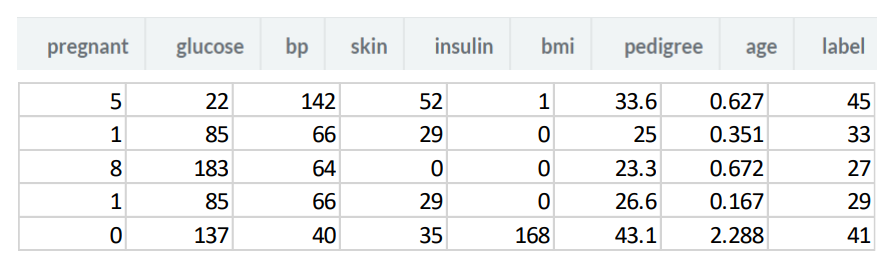 pregnant glucose bp skin insulin bmi pedigree age label
5 22 142 52 1 33.6 0.627 45
1 85 66 29 0 25 0.351 33
8 183 64 0 0 23.3 0.672 27
1 85 66 29 0 26.6 0.167 29
0 137 40 35 168 43.1 2.288 41